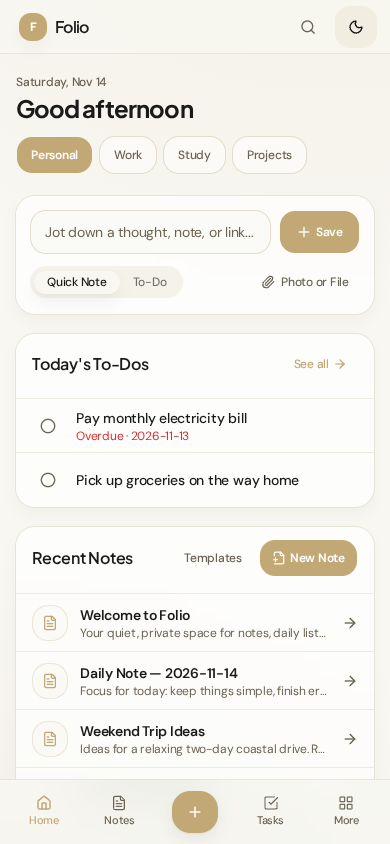 F Folio
Saturday, Nov 14
Good afternoon
Personal Work Study Projects
Jot down a thought, note, or link... Save
Quick Note To-Do Photo or File
Today's To-Dos See all
Pay monthly electricity bill
Overdue · 2026-11-13
Pick up groceries on the way home
Recent Notes Templates New Note
Welcome to Folio
Your quiet, private space for notes, daily list...
Daily Note — 2026-11-14
Focus for today: keep things simple, finish er...
Weekend Trip Ideas
Ideas for a relaxing two-day coastal drive. R...
Home Notes Tasks More